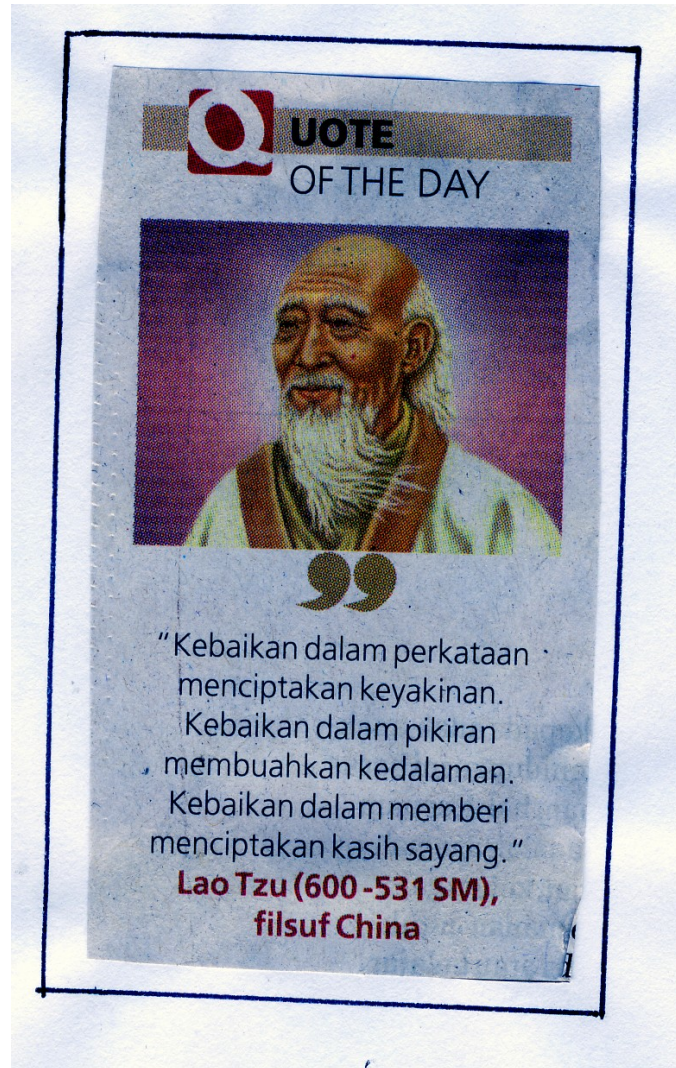 QUOTE
OF THE DAY
"Kebaikan dalam perkataan
menciptakan keyakinan.
Kebaikan dalam pikiran
membuahkan kedalaman.
Kebaikan dalam memberi
menciptakan kasih sayang."
Lao Tzu (600-531 SM),
filsuf China